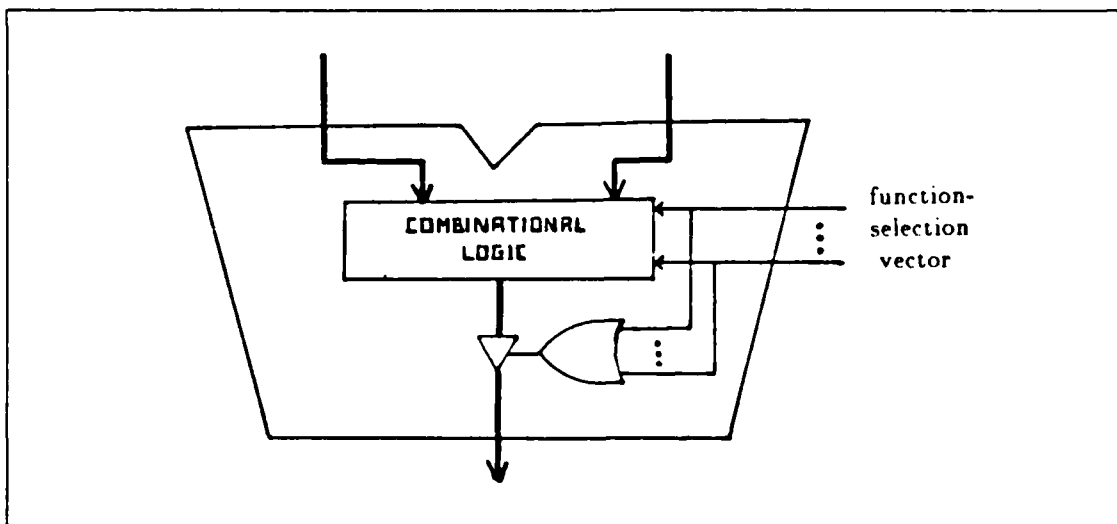 COMBINATIONAL
LOGIC
function-
selection
vector